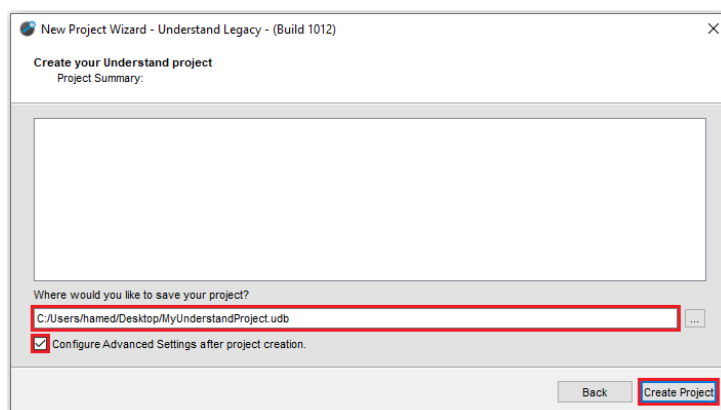 New Project Wizard - Understand Legacy - (Build 1012)
Create your Understand project
Project Summary:
Where would you like to save your project?
C:/Users/hamed/Desktop/MyUnderstandProject.udb
...
Configure Advanced Settings after project creation.
Back
Create Project